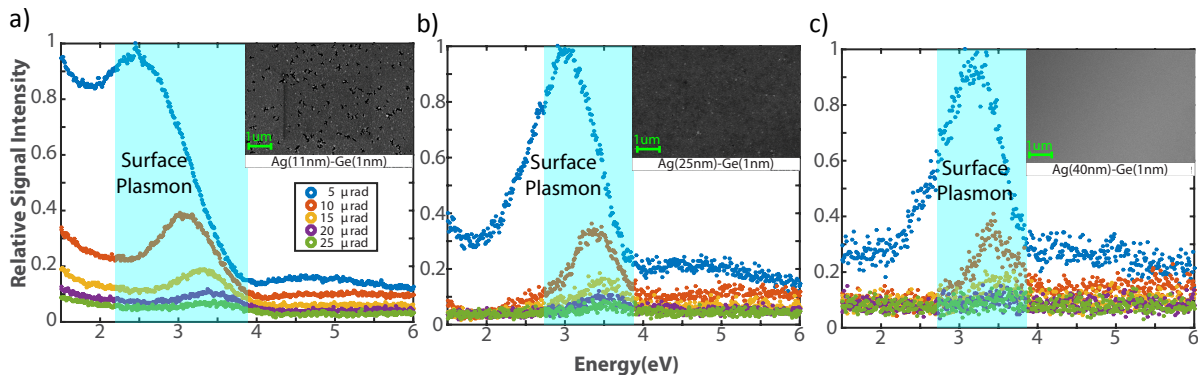 a)
b)
c)
Relative Signal Intensity
1
0.8
0.6
0.4
0.2
0
2
3
4
5
6
Surface
Plasmon
1um
Ag(11nm)-Ge(1nm)
5 μrad
10 μrad
15 μrad
20 μrad
25 μrad
1
0.8
0.6
0.4
0.2
0
2
3
4
5
6
Surface
Plasmon
1um
Ag(25nm)-Ge(1nm)
1
0.8
0.6
0.4
0.2
0
2
3
4
5
6
Surface
Plasmon
1um
Ag(40nm)-Ge(1nm)
Energy(eV)